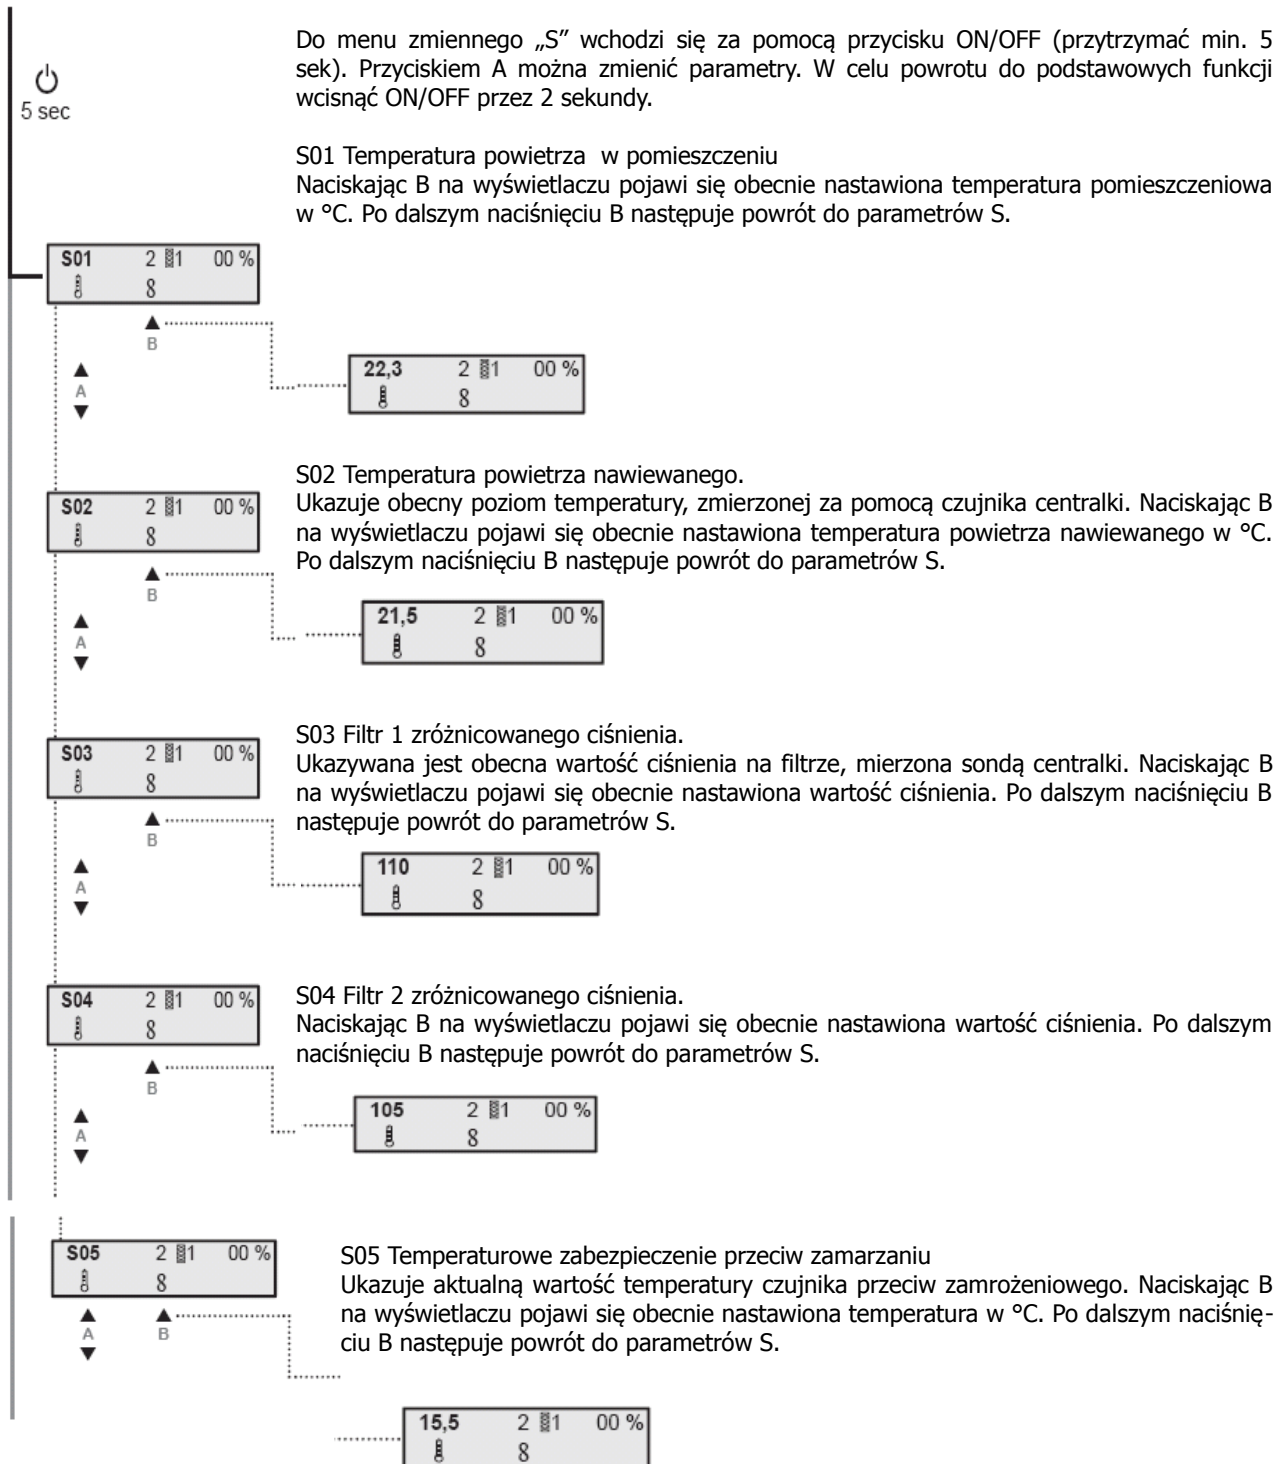 Do menu zmiennego „S” wchodzi się za pomocą przycisku ON/OFF (przytrzymać min. 5
sek). Przyciskiem A można zmienić parametry. W celu powrotu do podstawowych funkcji
wcisnąć ON/OFF przez 2 sekundy.
5 sec
S01 Temperatura powietrza w pomieszczeniu
Naciskając B na wyświetlaczu pojawi się obecnie nastawiona temperatura pomieszczeniowa
w °C. Po dalszym naciśnięciu B następuje powrót do parametrów S.
S01 2 1 00 %
8
B
A
22,3 2 1 00 %
8
S02 Temperatura powietrza nawiewanego.
Ukazuje obecny poziom temperatury, zmierzonej za pomocą czujnika centralki. Naciskając B
na wyświetlaczu pojawi się obecnie nastawiona temperatura powietrza nawiewanego w °C.
Po dalszym naciśnięciu B następuje powrót do parametrów S.
S02 2 1 00 %
8
B
A
21,5 2 1 00 %
8
S03 Filtr 1 zróżnicowanego ciśnienia.
Ukazywana jest obecna wartość ciśnienia na filtrze, mierzona sondą centralki. Naciskając B
na wyświetlaczu pojawi się obecnie nastawiona wartość ciśnienia. Po dalszym naciśnięciu B
następuje powrót do parametrów S.
S03 2 1 00 %
8
B
A
110 2 1 00 %
8
S04 Filtr 2 zróżnicowanego ciśnienia.
Naciskając B na wyświetlaczu pojawi się obecnie nastawiona wartość ciśnienia. Po dalszym
naciśnięciu B następuje powrót do parametrów S.
S04 2 1 00 %
8
B
A
105 2 1 00 %
8
S05 Temperaturowe zabezpieczenie przeciw zamarzaniu
Ukazuje aktualną wartość temperatury czujnika przeciw zamrożeniowego. Naciskając B
na wyświetlaczu pojawi się obecnie nastawiona temperatura w °C. Po dalszym naciśnię-
ciu B następuje powrót do parametrów S.
S05 2 1 00 %
8
A B
15,5 2 1 00 %
8